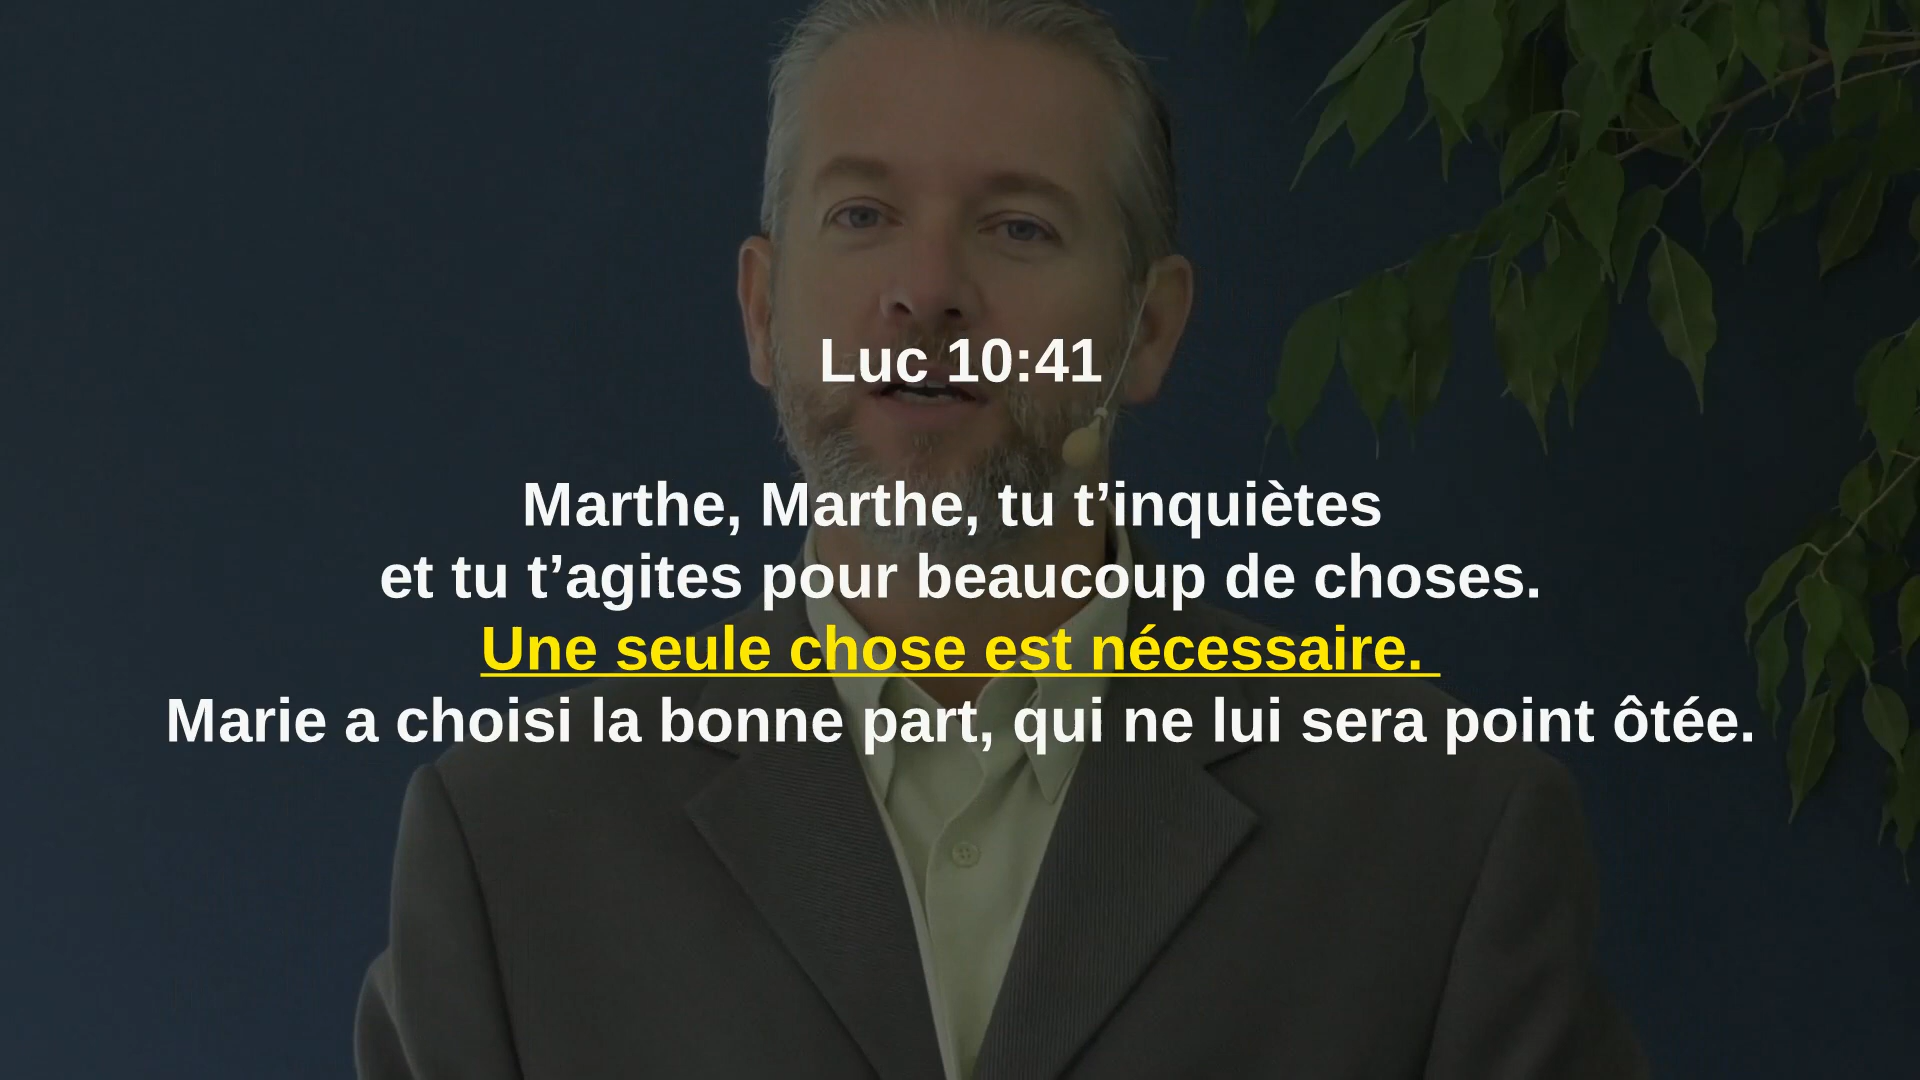 Luc 10:41
Marthe, Marthe, tu t’inquiètes
et tu t’agites pour beaucoup de choses.
Une seule chose est nécessaire.
Marie a choisi la bonne part, qui ne lui sera point ôtée.